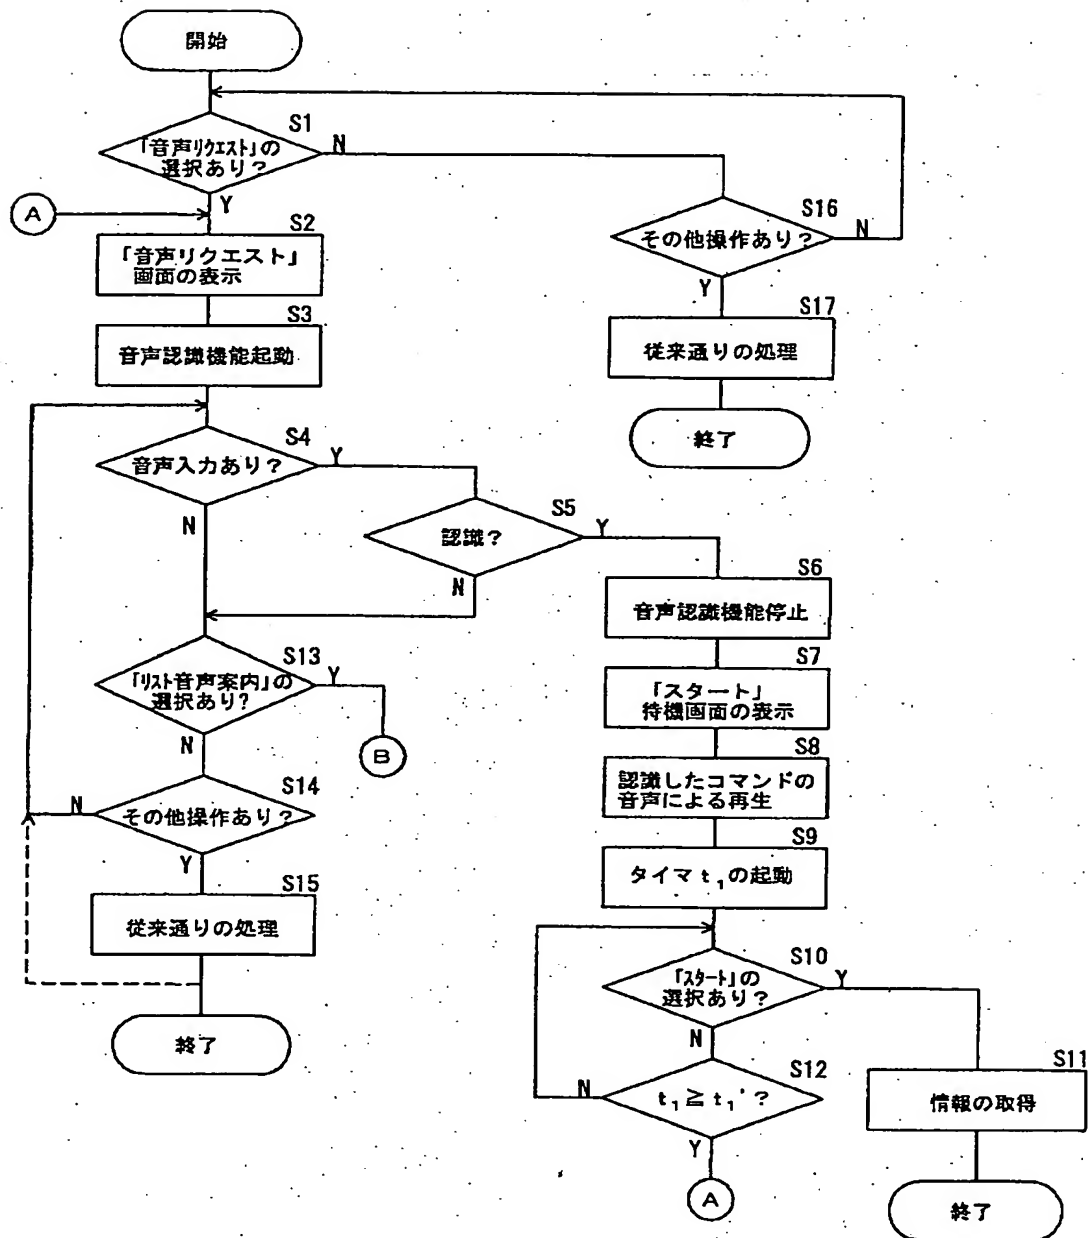 開始
S1
「音声リクエスト」の
選択あり?
N
Y
A
S2
「音声リクエスト」
画面の表示
S3
音声認識機能起動
S16
その他操作あり?
N
Y
S17
従来通りの処理
終了
S4
音声入力あり?
Y
N
S5
認識?
Y
N
S6
音声認識機能停止
S7
「スタート」
待機画面の表示
S8
認識したコマンドの
音声による再生
S9
タイマt₁の起動
S10
「スタート」の
選択あり?
Y
N
S11
情報の取得
終了
S12
t₁≧t₁'?
N
Y
A
S13
「リスト音声案内」の
選択あり?
Y
N
B
S14
その他操作あり?
N
Y
S15
従来通りの処理
終了